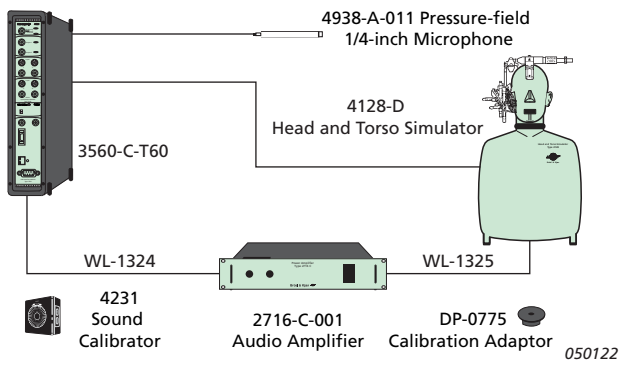 4938-A-011 Pressure-field
1/4-inch Microphone
4128-D
Head and Torso Simulator
3560-C-T60
WL-1324
WL-1325
4231
Sound
Calibrator
2716-C-001
Audio Amplifier
DP-0775
Calibration Adaptor
050122